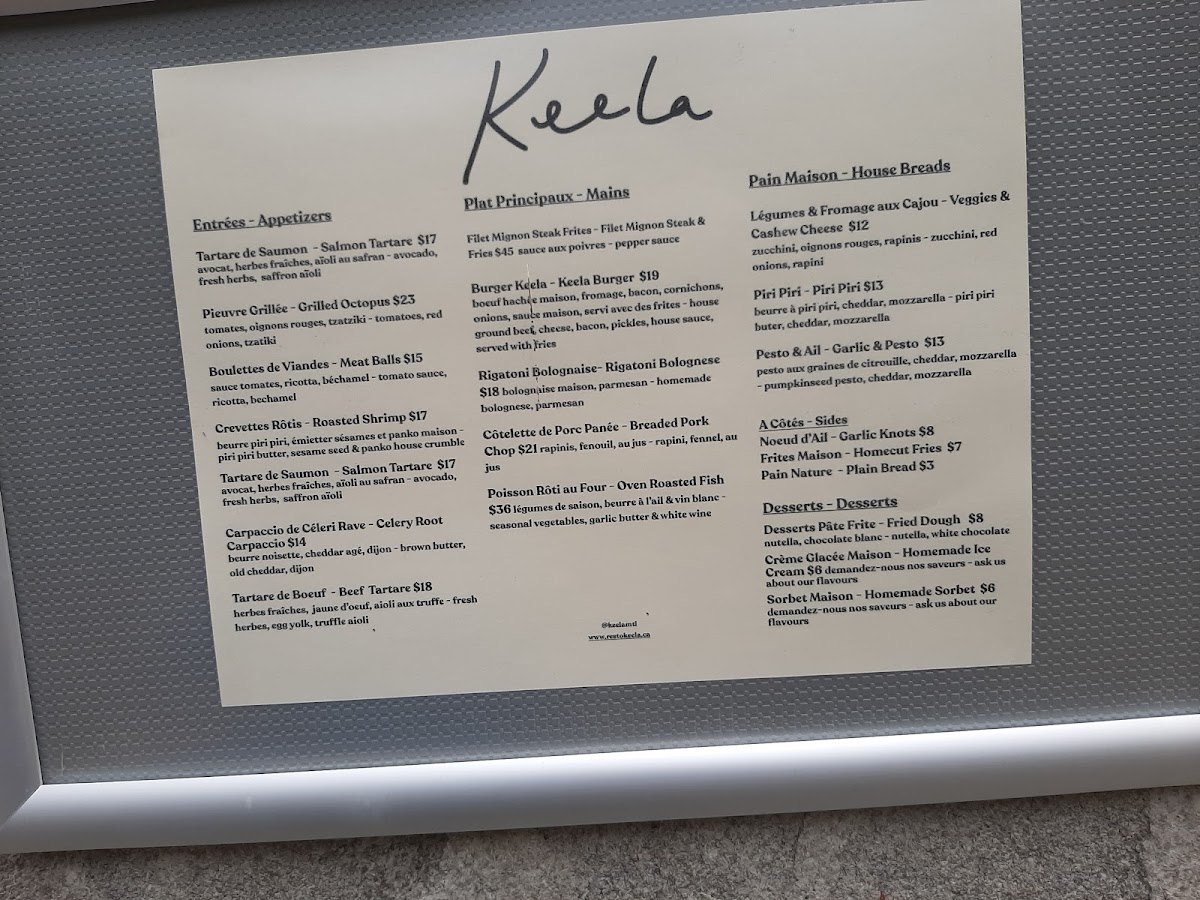 Keela
Entrées - Appetizers
Tartare de Saumon - Salmon Tartare $17
avocat, herbes fraîches, aïoli au safran - avocado,
fresh herbs, saffron aïoli
Pieuvre Grillée - Grilled Octopus $23
tomates, oignons rouges, tzatziki - tomatoes, red
onions, tzatiki
Boulettes de Viandes - Meat Balls $15
sauce tomates, ricotta, béchamel - tomato sauce,
ricotta, bechamel
Crevettes Rôtis - Roasted Shrimp $17
beurre piri piri, émietter sésames et panko maison -
piri piri butter, sesame seed & panko house crumble
Tartare de Saumon - Salmon Tartare $17
avocat, herbes fraîches, aïoli au safran - avocado,
fresh herbs, saffron aïoli
Carpaccio de Céleri Rave - Celery Root
Carpaccio $14
beurre noisette, cheddar agé, dijon - brown butter,
old cheddar, dijon
Tartare de Boeuf - Beef Tartare $18
herbes fraîches, jaune d'oeuf, aioli aux truffe - fresh
herbes, egg yolk, truffle aioli
Plat Principaux - Mains
Filet Mignon Steak Frites - Filet Mignon Steak &
Fries $45 sauce aux poivres - pepper sauce
Burger Keela - Keela Burger $19
boeuf hachée maison, fromage, bacon, cornichons,
onions, sauce maison, servi avec des frites - house
ground beef, cheese, bacon, pickles, house sauce,
served with fries
Rigatoni Bolognaise- Rigatoni Bolognese
$18 bolognaise maison, parmesan - homemade
bolognese, parmesan
Côtelette de Porc Panée - Breaded Pork
Chop $21 rapinis, fenouil, au jus - rapini, fennel, au
jus
Poisson Rôti au Four - Oven Roasted Fish
$36 légumes de saison, beurre à l'ail & vin blanc -
seasonal vegetables, garlic butter & white wine
@keelamtl
www.restokeela.ca
Pain Maison - House Breads
Légumes & Fromage aux Cajou - Veggies &
Cashew Cheese $12
zucchini, oignons rouges, rapinis - zucchini, red
onions, rapini
Piri Piri - Piri Piri $13
beurre à piri piri, cheddar, mozzarella - piri piri
buter, cheddar, mozzarella
Pesto & Ail - Garlic & Pesto $13
pesto aux graines de citrouille, cheddar, mozzarella
- pumpkinseed pesto, cheddar, mozzarella
A Côtés - Sides
Noeud d'Ail - Garlic Knots $8
Frites Maison - Homecut Fries $7
Pain Nature - Plain Bread $3
Desserts - Desserts
Desserts Pâte Frite - Fried Dough $8
nutella, chocolate blanc - nutella, white chocolate
Crème Glacée Maison - Homemade Ice
Cream $6 demandez-nous nos saveurs - ask us
about our flavours
Sorbet Maison - Homemade Sorbet $6
demandez-nous nos saveurs - ask us about our
flavours